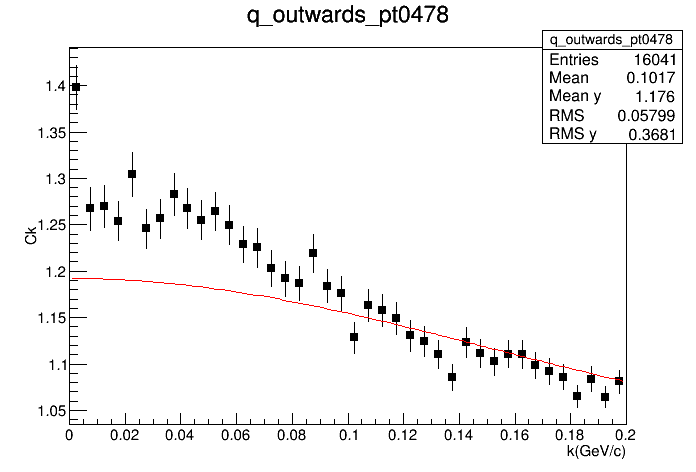 q_outwards_pt0478
q_outwards_pt0478
Entries 16041
Mean 0.1017
Mean y 1.176
RMS 0.05799
RMS y 0.3681
Ck
1.4
1.35
1.3
1.25
1.2
1.15
1.1
1.05
0 0.02 0.04 0.06 0.08 0.1 0.12 0.14 0.16 0.18 0.2
k(GeV/c)